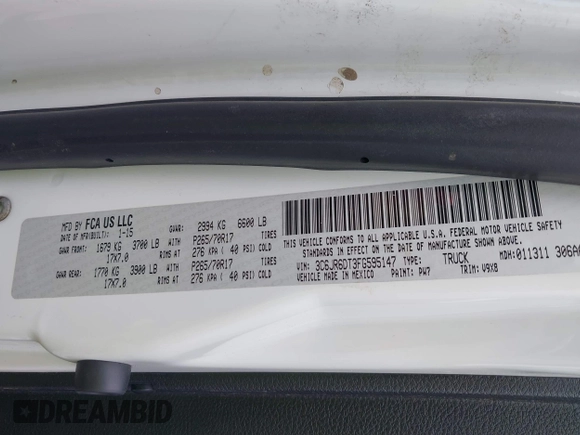 MFD BY FCA US LLC
DATE OF MFR(BUILT): 1-15 GVWR: 2994 KG 6600 LB
GAWR FRONT 1679 KG 3700 LB WITH P265/70R17 TIRES
17X7.0 RIMS AT 276 KPA ( 40 PSI) COLD
GAWR REAR: 1770 KG 3900 LB WITH P265/70R17 TIRES
17X7.0 RIMS AT 276 KPA ( 40 PSI) COLD
THIS VEHICLE CONFORMS TO ALL APPLICABLE U.S.A. FEDERAL MOTOR VEHICLE SAFETY
STANDARDS IN EFFECT ON THE DATE OF MANUFACTURE SHOWN ABOVE.
VIN: 3C6JR6DT3FG595147 TYPE: TRUCK MDH: 011311 306A
VEHICLE MADE IN MEXICO PAINT: PW7 TRIM: V9X8
DREAMBID